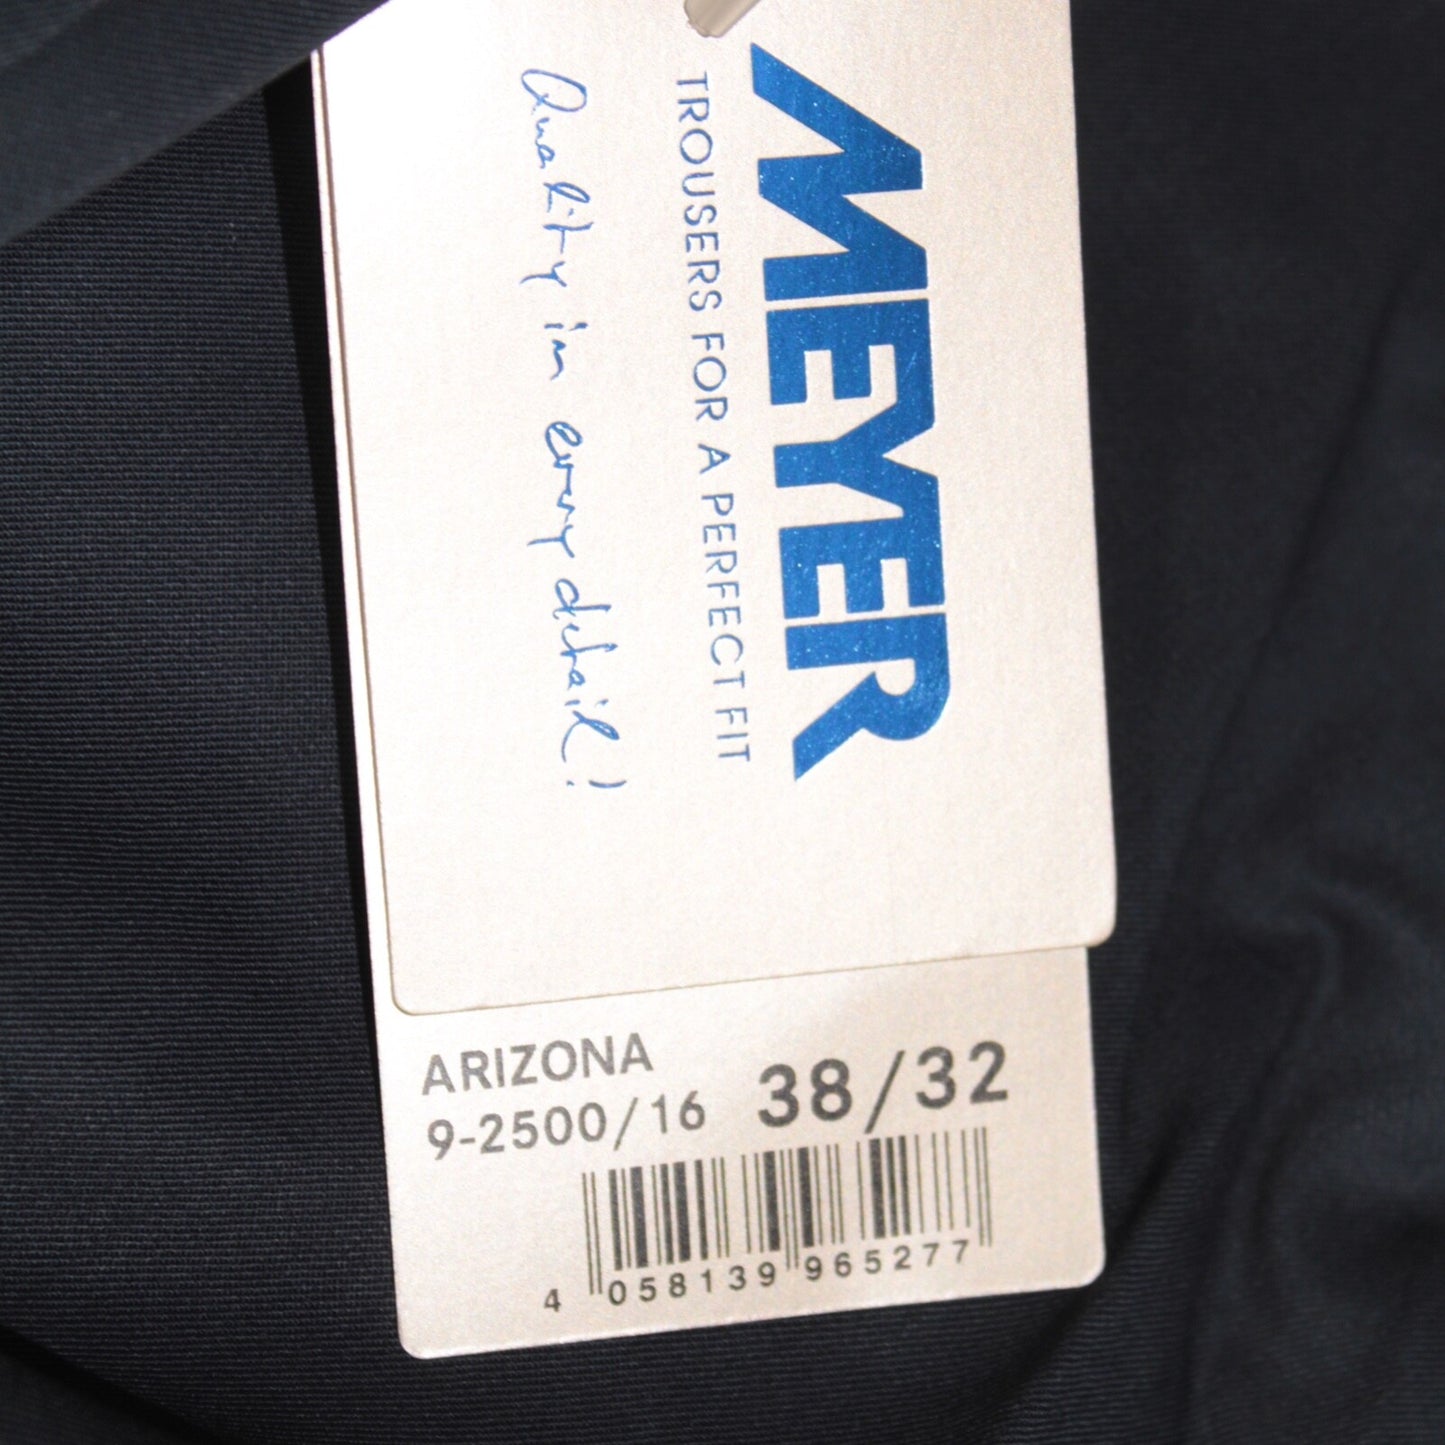 MEYER
TROUSERS FOR A PERFECT FIT
Quality in every detail!
ARIZONA
9-2500/16 38/32
4 058139 965277